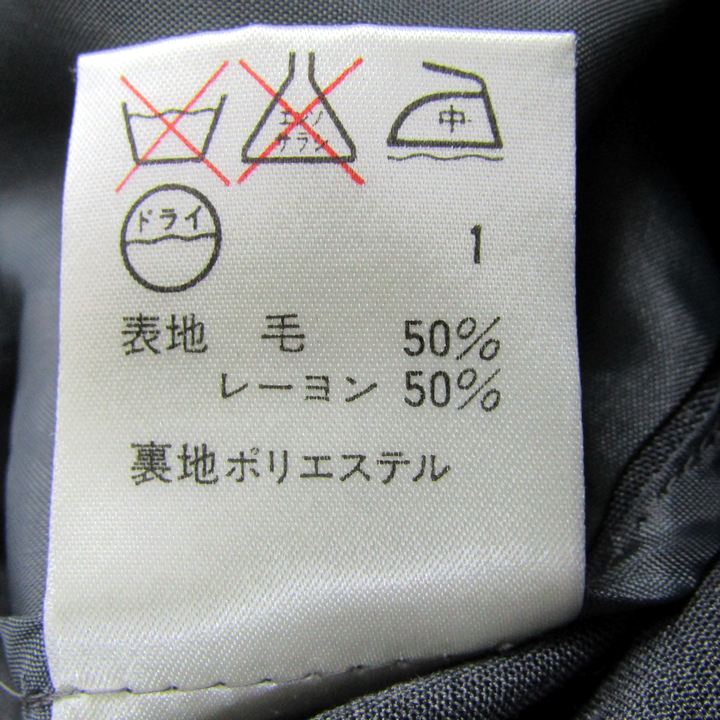 エンソ
サラシ
中
ドライ
1
表地 毛 50%
レーヨン 50%
裏地ポリエステル